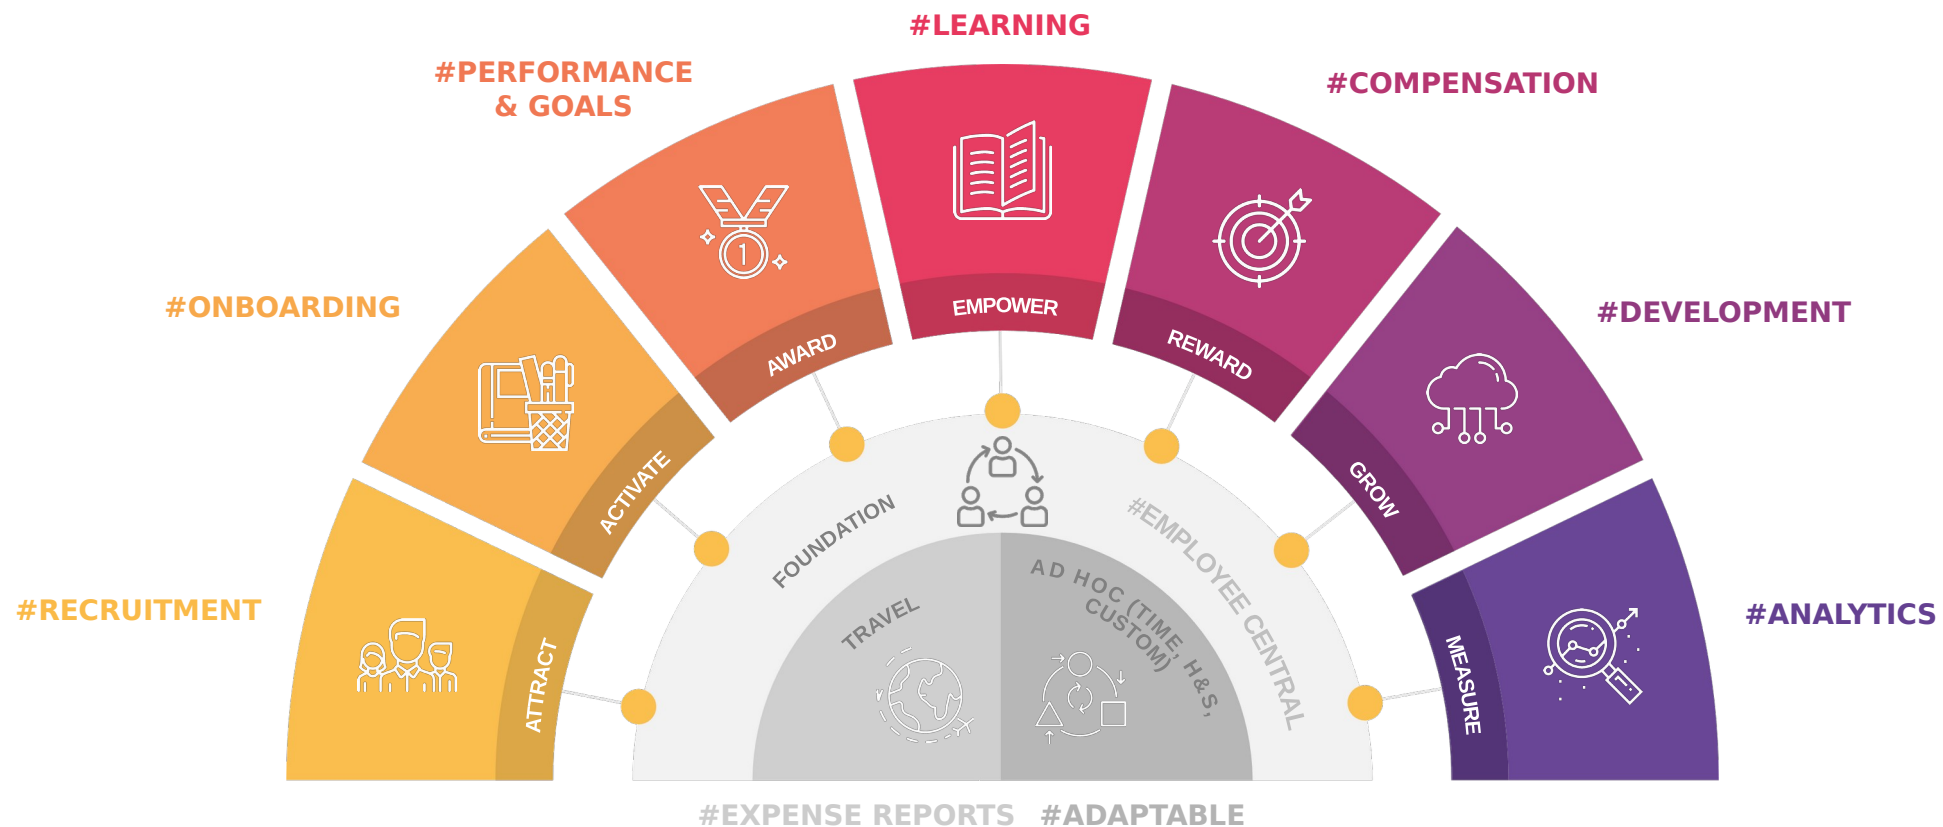 #LEARNING
#PERFORMANCE
& GOALS
#COMPENSATION
#ONBOARDING
#DEVELOPMENT
#RECRUITMENT
#ANALYTICS
ATTRACT
ACTIVATE
AWARD
1
EMPOWER
REWARD
GROW
MEASURE
FOUNDATION
#EMPLOYEE CENTRAL
TRAVEL
AD HOC (TIME, H&S,
CUSTOM)
#EXPENSE REPORTS
#ADAPTABLE